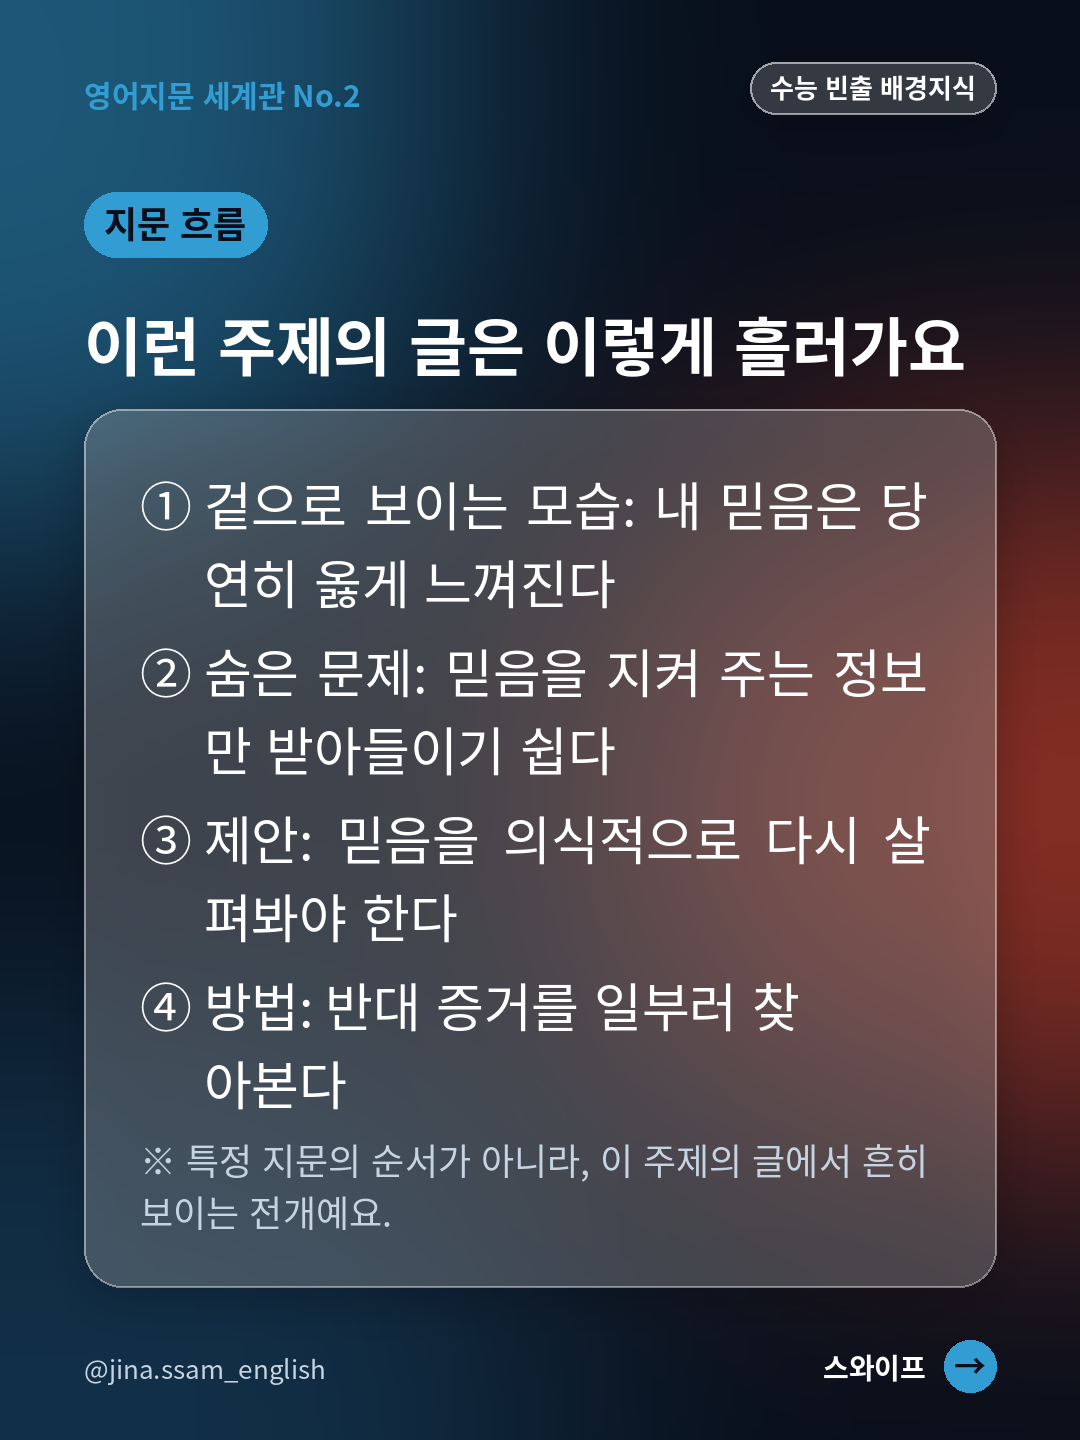 영어지문 세계관 No.2
수능 빈출 배경지식
지문 흐름
이런 주제의 글은 이렇게 흘러가요
① 겉으로 보이는 모습: 내 믿음은 당
연히 옳게 느껴진다
② 숨은 문제: 믿음을 지켜 주는 정보
만 받아들이기 쉽다
③ 제안: 믿음을 의식적으로 다시 살
펴봐야 한다
④ 방법: 반대 증거를 일부러 찾
아본다
※ 특정 지문의 순서가 아니라, 이 주제의 글에서 흔히
보이는 전개예요.
@jina.ssam_english
스와이프 →